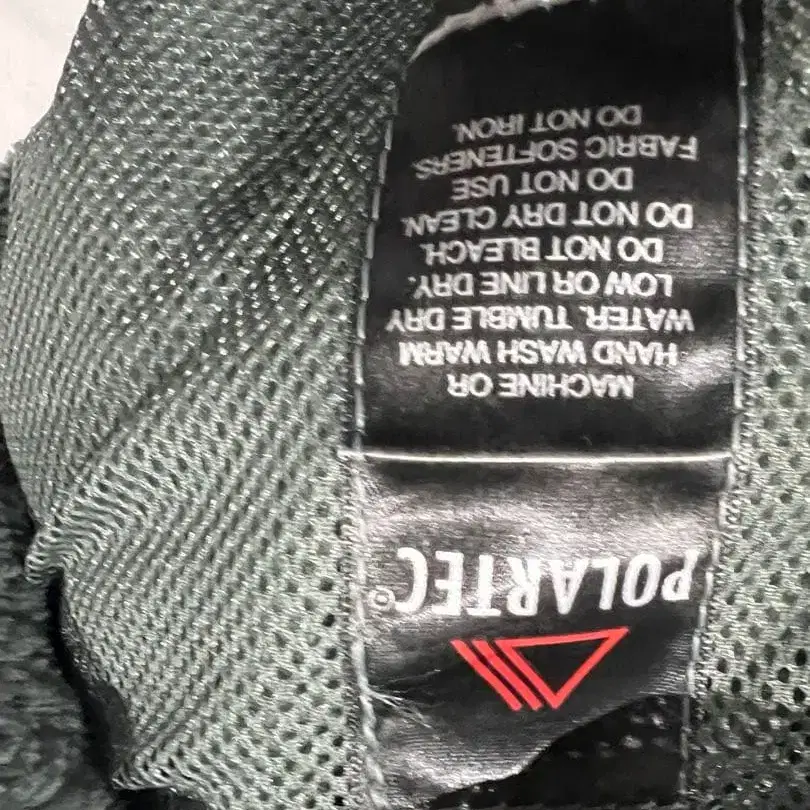 POLARTEC®
MACHINE OR
HAND WASH WARM
WATER. TUMBLE DRY
LOW OR LINE DRY.
DO NOT BLEACH.
DO NOT DRY CLEAN.
DO NOT USE
FABRIC SOFTENERS.
DO NOT IRON.